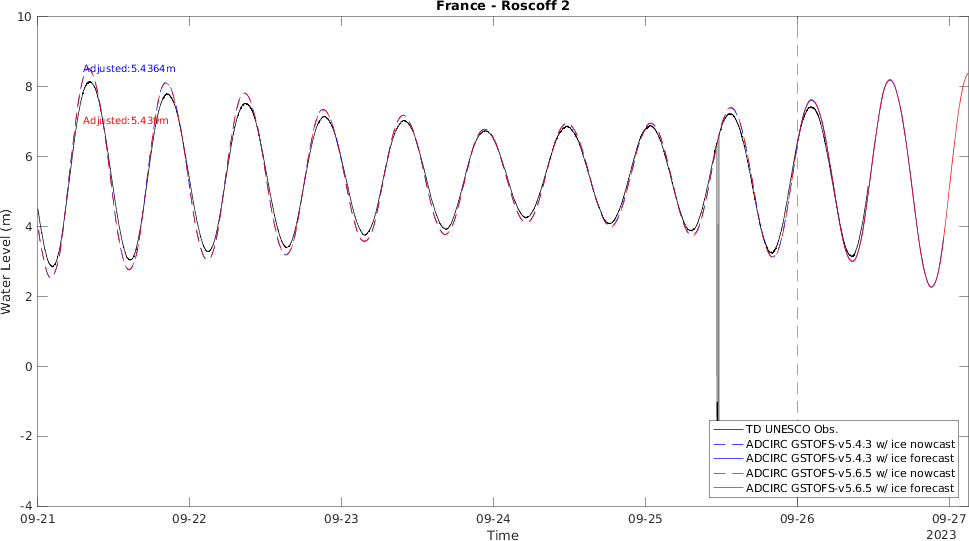 France - Roscoff 2
10
8
6
4
2
0
-2
-4
Water Level (m)
Adjusted:5.4364m
09-21
09-22
09-23
09-24
09-25
09-26
09-27
2023
Time
TD UNESCO Obs.
ADCIRC GSTOFS-v5.4.3 w/ ice nowcast
ADCIRC GSTOFS-v5.4.3 w/ ice forecast
ADCIRC GSTOFS-v5.6.5 w/ ice nowcast
ADCIRC GSTOFS-v5.6.5 w/ ice forecast